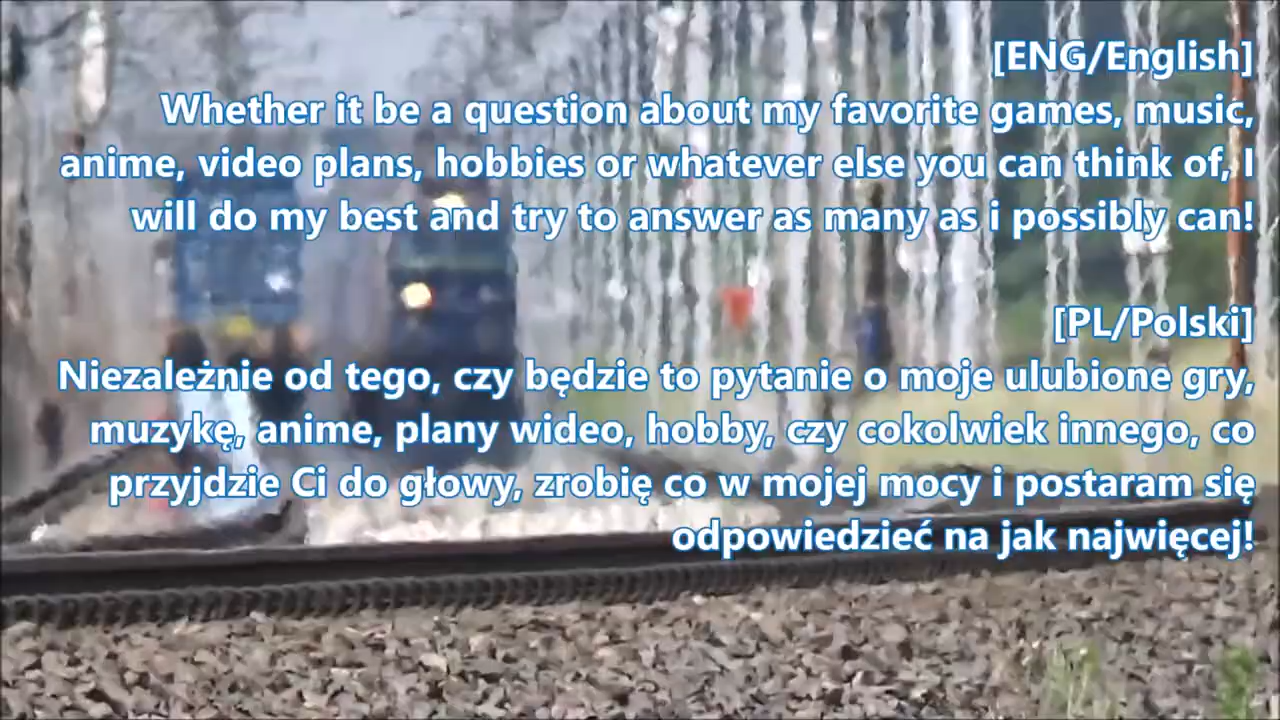 [ENG/English]
Whether it be a question about my favorite games, music,
anime, video plans, hobbies or whatever else you can think of, I
will do my best and try to answer as many as i possibly can!
[PL/Polski]
Niezależnie od tego, czy będzie to pytanie o moje ulubione gry,
muzykę, anime, plany wideo, hobby, czy cokolwiek innego, co
przyjdzie Ci do głowy, zrobię co w mojej mocy i postaram się
odpowiedzieć na jak najwięcej!